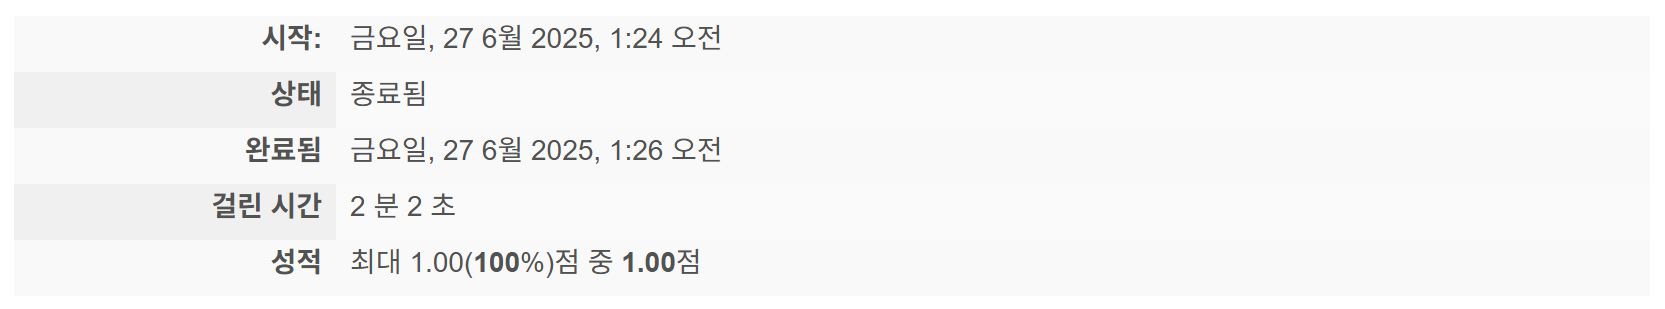 시작: 금요일, 27 6월 2025, 1:24 오전
상태 종료됨
완료됨 금요일, 27 6월 2025, 1:26 오전
걸린 시간 2 분 2 초
성적 최대 1.00(100%)점 중 1.00점